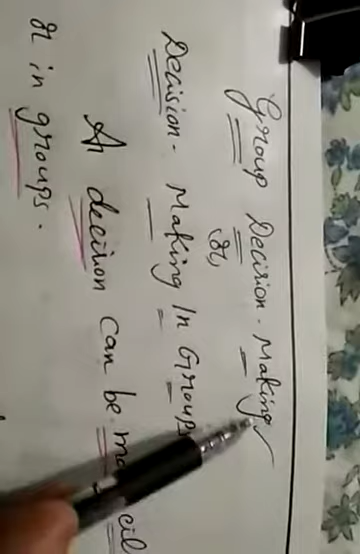 Group Decision-Making
or,
Decision-Making In Groups
A decision can be
or in groups.